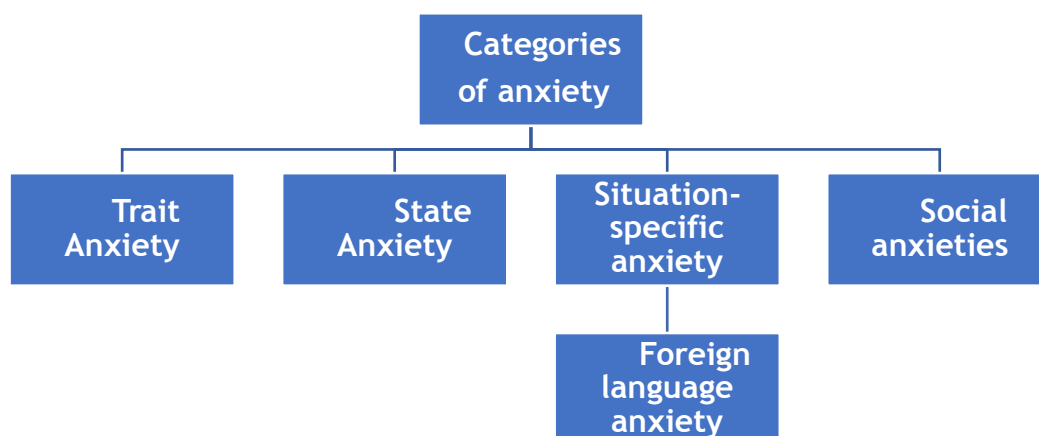 Categories
of anxiety
Trait
Anxiety
State
Anxiety
Situation-
specific
anxiety
Social
anxieties
Foreign
language
anxiety